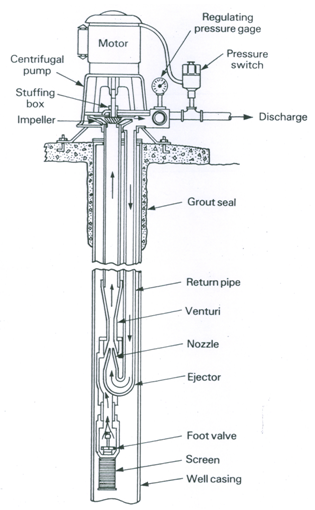 Regulating
pressure gage
Motor
Pressure
switch
Centrifugal
pump
Stuffing
box
Impeller
Discharge
Grout seal
Return pipe
Venturi
Nozzle
Ejector
Foot valve
Screen
Well casing